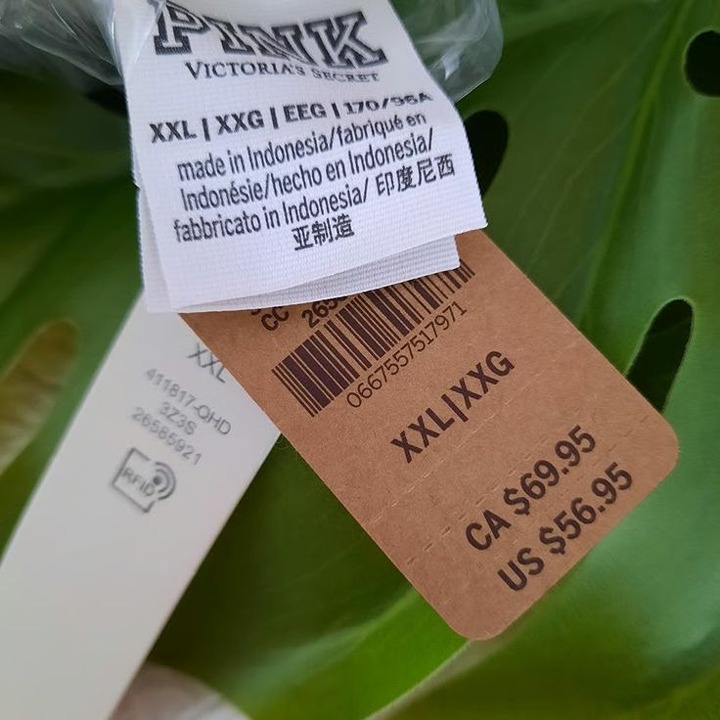 PINK
VICTORIA'S SECRET
XXL | XXG | EEG | 170/96A
made in Indonesia/fabriqué en
Indonésie/hecho en Indonesia/
fabbricato in Indonesia/ 印度尼西
亚制造
CC 265
0667557517971
XXL|XXG
CA $69.95
US $56.95
XXL
411817-QHD
3Z3S
26585921
RFID